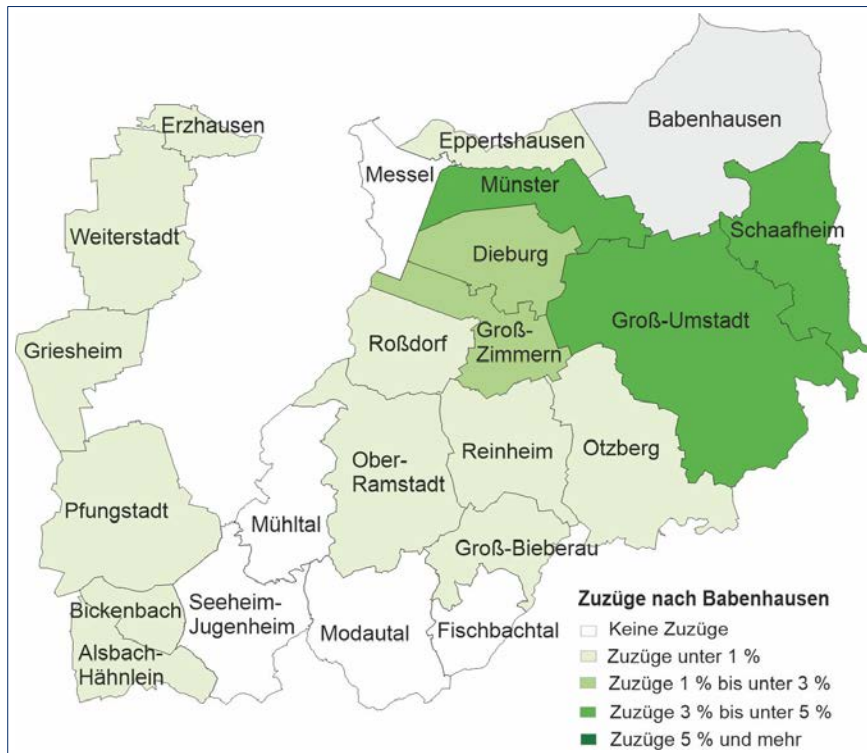 Erzhausen
Babenhausen
Eppertshausen
Messel
Münster
Schaafheim
Weiterstadt
Dieburg
Groß-Umstadt
Griesheim
Roßdorf
Groß-
Zimmern
Otzberg
Reinheim
Ober-
Ramstadt
Pfungstadt
Mühltal
Groß-Bieberau
Bickenbach
Seeheim-
Jugenheim
Modautal
Fischbachtal
Alsbach-
Hähnlein
Zuzüge nach Babenhausen
Keine Zuzüge
Zuzüge unter 1 %
Zuzüge 1 % bis unter 3 %
Zuzüge 3 % bis unter 5 %
Zuzüge 5 % und mehr